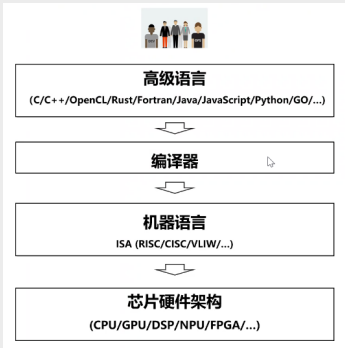 高级语言
(C/C++/OpenCL/Rust/Fortran/Java/JavaScript/Python/GO/...)
编译器
机器语言
ISA (RISC/CISC/VLIW/...)
芯片硬件架构
(CPU/GPU/DSP/NPU/FPGA/...)